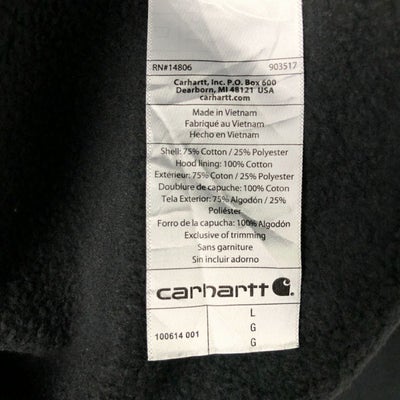 RN#14806 903517
Carhartt, Inc. P.O. Box 600
Dearborn, MI 48121 USA
carhartt.com
Made in Vietnam
Fabriqué au Vietnam
Hecho en Vietnam
Shell: 75% Cotton / 25% Polyester
Hood lining: 100% Cotton
Exterieur: 75% Coton / 25% Polyester
Doublure de capuche: 100% Coton
Tela Exterior: 75% Algodón / 25%
Poliéster
Forro de la capucha: 100% Algodón
Exclusive of trimming
Sans garniture
Sin incluir adorno
carhartt
100614 001
L
G
G